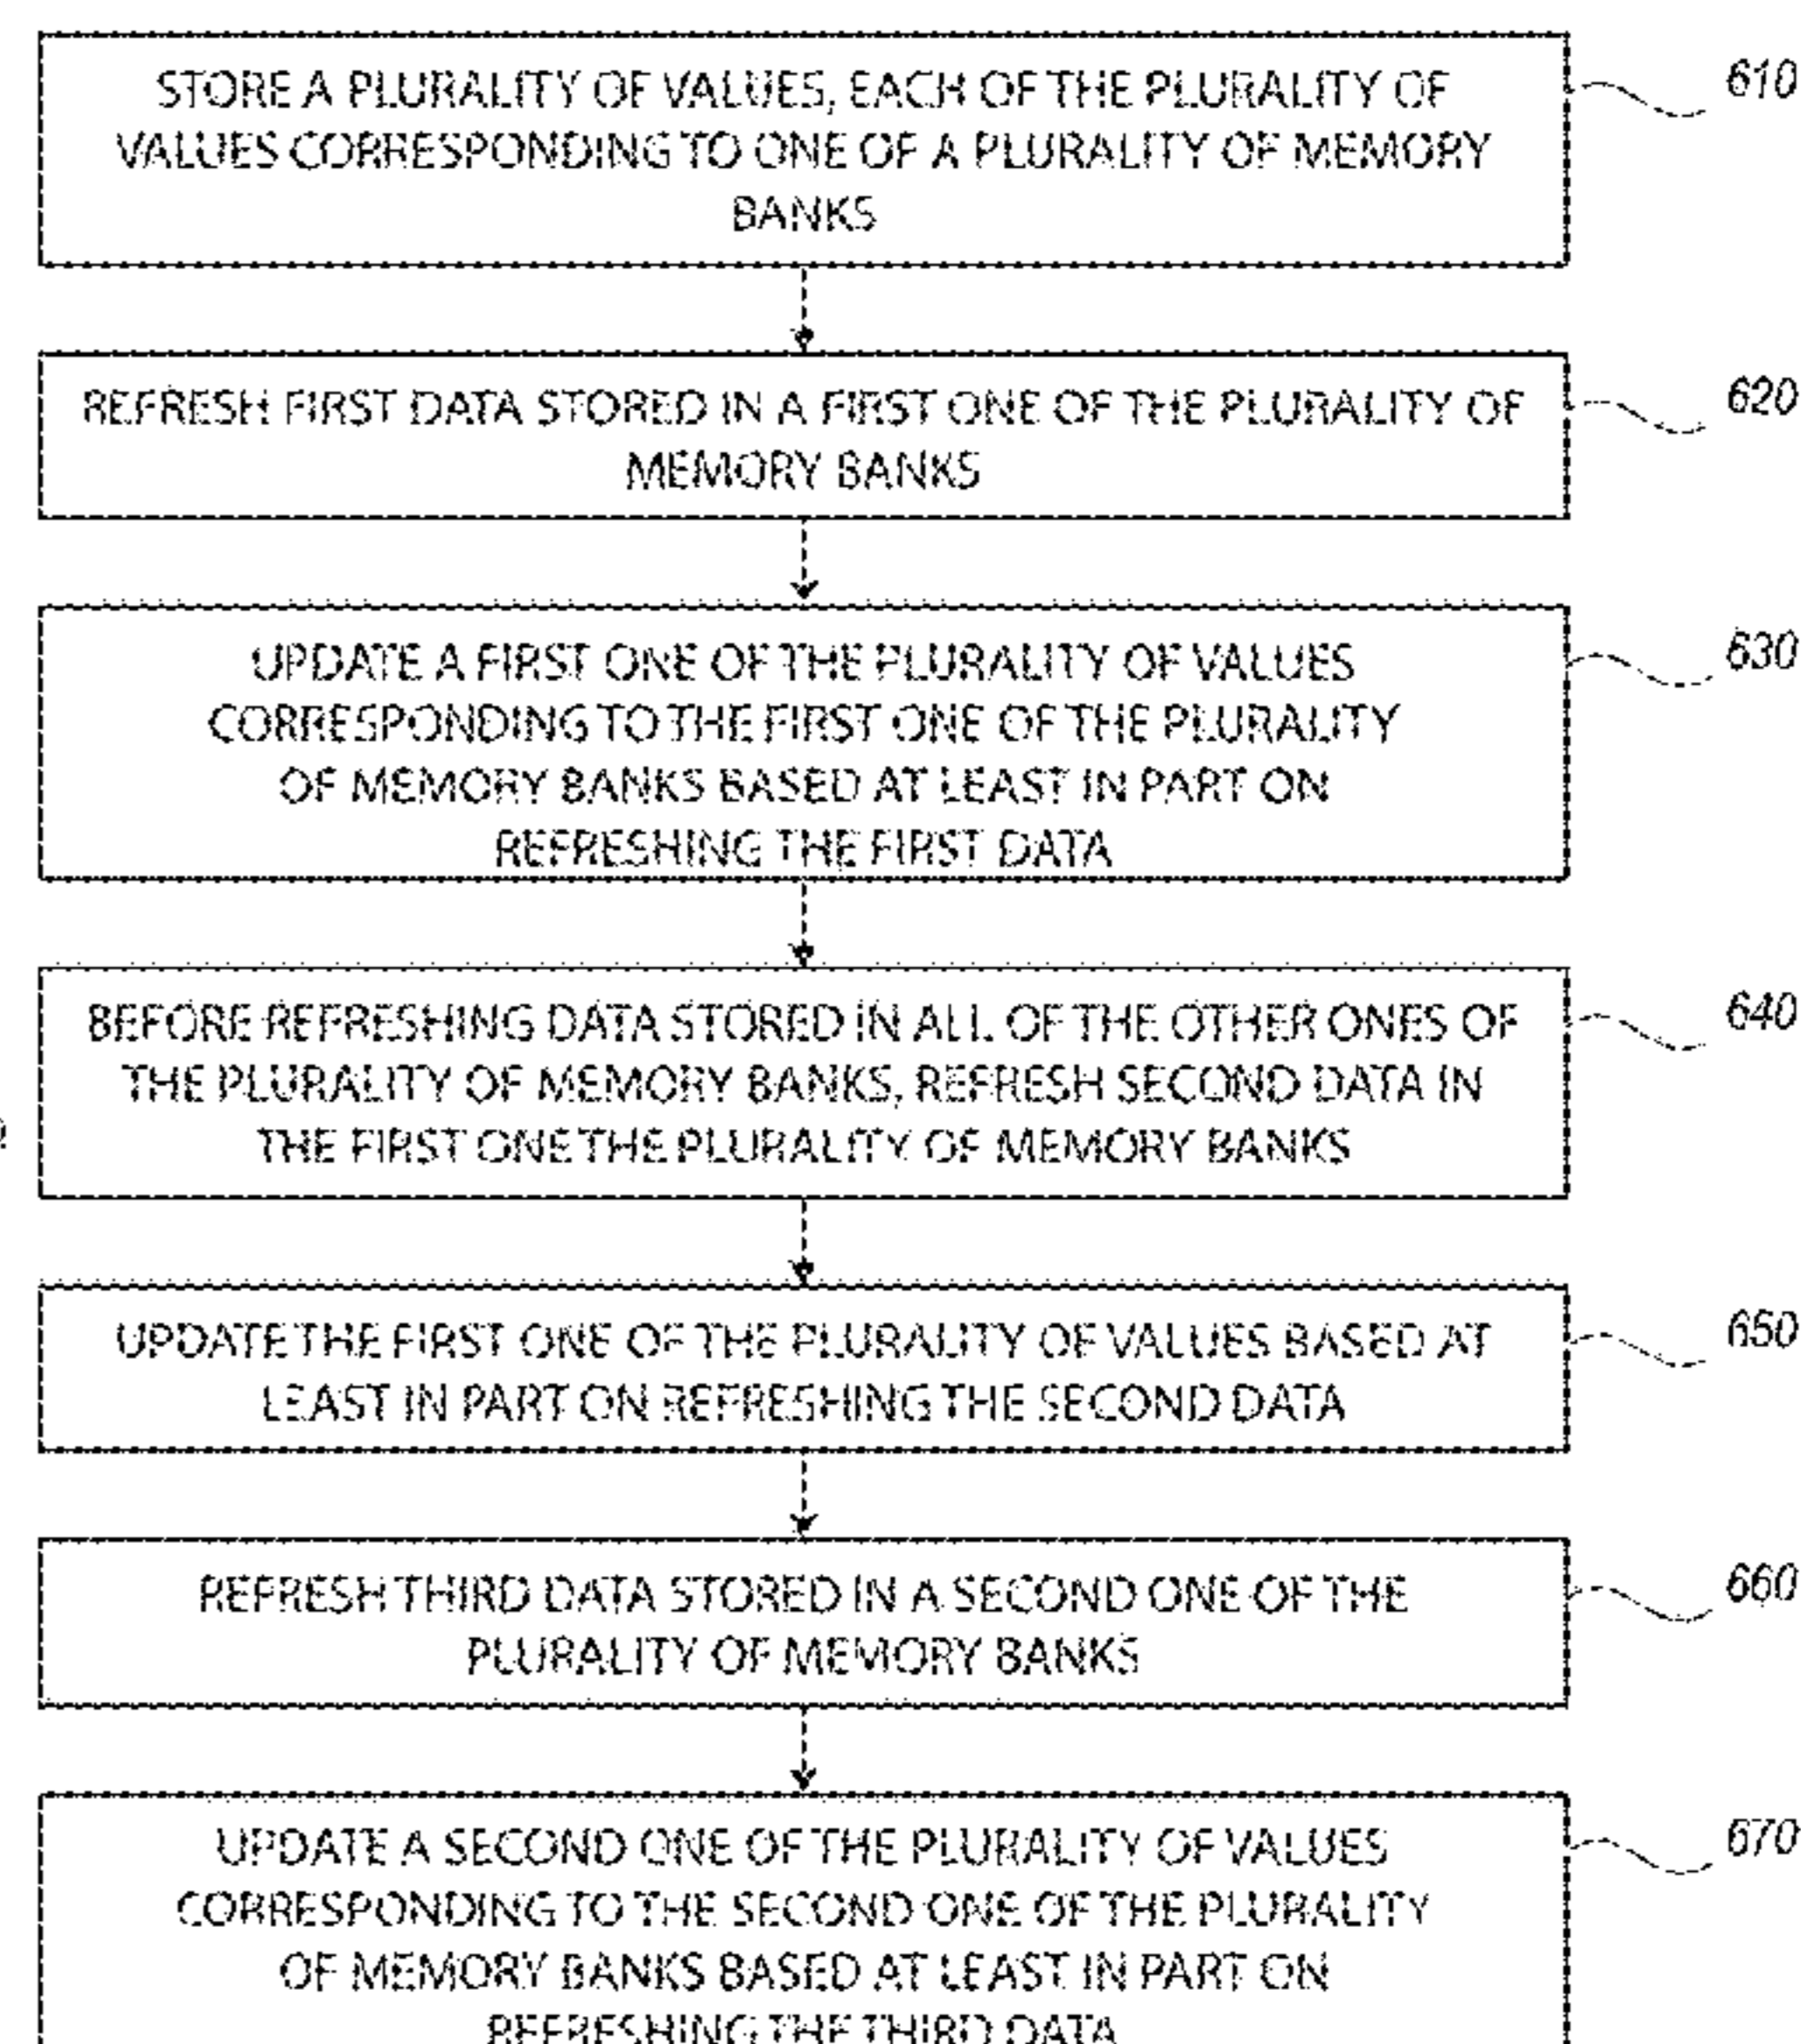 STORE A PLURALITY OF VALUES, EACH OF THE PLURALITY OF
VALUES CORRESPONDING TO ONE OF A PLURALITY OF MEMORY
BANKS
610
REFRESH FIRST DATA STORED IN A FIRST ONE OF THE PLURALITY OF
MEMORY BANKS
620
UPDATE A FIRST ONE OF THE PLURALITY OF VALUES
CORRESPONDING TO THE FIRST ONE OF THE PLURALITY
OF MEMORY BANKS BASED AT LEAST IN PART ON
REFRESHING THE FIRST DATA
630
BEFORE REFRESHING DATA STORED IN ALL OF THE OTHER ONES OF
THE PLURALITY OF MEMORY BANKS, REFRESH SECOND DATA IN
THE FIRST ONE THE PLURALITY OF MEMORY BANKS
640
UPDATE THE FIRST ONE OF THE PLURALITY OF VALUES BASED AT
LEAST IN PART ON REFRESHING THE SECOND DATA
650
REFRESH THIRD DATA STORED IN A SECOND ONE OF THE
PLURALITY OF MEMORY BANKS
660
UPDATE A SECOND ONE OF THE PLURALITY OF VALUES
CORRESPONDING TO THE SECOND ONE OF THE PLURALITY
OF MEMORY BANKS BASED AT LEAST IN PART ON
REFRESHING THE THIRD DATA
670